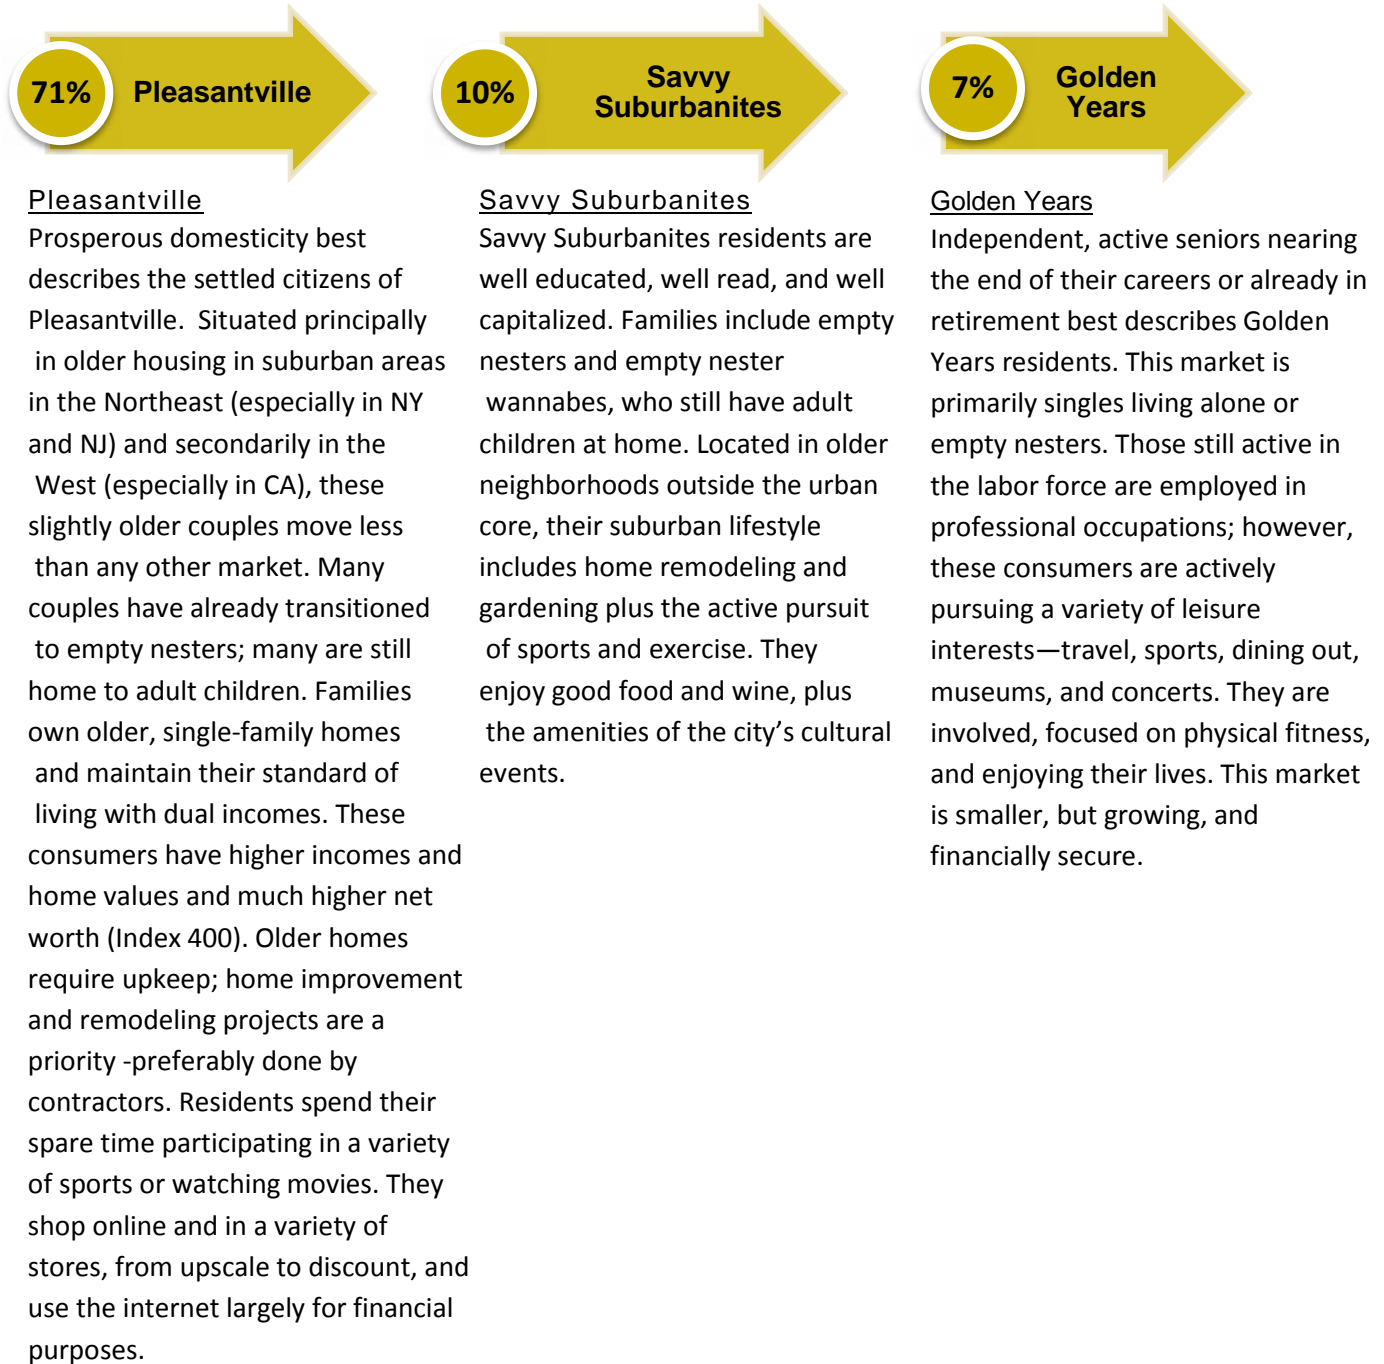 71%
Pleasantville
10%
Savvy
Suburbanites
7%
Golden
Years
Pleasantville
Prosperous domesticity best
describes the settled citizens of
Pleasantville. Situated principally
in older housing in suburban areas
in the Northeast (especially in NY
and NJ) and secondarily in the
West (especially in CA), these
slightly older couples move less
than any other market. Many
couples have already transitioned
to empty nesters; many are still
home to adult children. Families
own older, single-family homes
and maintain their standard of
living with dual incomes. These
consumers have higher incomes and
home values and much higher net
worth (Index 400). Older homes
require upkeep; home improvement
and remodeling projects are a
priority -preferably done by
contractors. Residents spend their
spare time participating in a variety
of sports or watching movies. They
shop online and in a variety of
stores, from upscale to discount, and
use the internet largely for financial
purposes.
Savvy Suburbanites
Savvy Suburbanites residents are
well educated, well read, and well
capitalized. Families include empty
nesters and empty nester
wannabes, who still have adult
children at home. Located in older
neighborhoods outside the urban
core, their suburban lifestyle
includes home remodeling and
gardening plus the active pursuit
of sports and exercise. They
enjoy good food and wine, plus
the amenities of the city’s cultural
events.
Golden Years
Independent, active seniors nearing
the end of their careers or already in
retirement best describes Golden
Years residents. This market is
primarily singles living alone or
empty nesters. Those still active in
the labor force are employed in
professional occupations; however,
these consumers are actively
pursuing a variety of leisure
interests—travel, sports, dining out,
museums, and concerts. They are
involved, focused on physical fitness,
and enjoying their lives. This market
is smaller, but growing, and
financially secure.